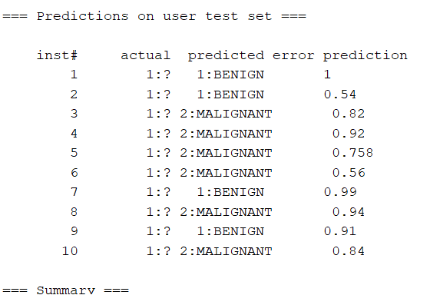 === Predictions on user test set ===
inst# actual predicted error prediction
1 1:? 1:BENIGN 1
2 1:? 1:BENIGN 0.54
3 1:? 2:MALIGNANT 0.82
4 1:? 2:MALIGNANT 0.92
5 1:? 2:MALIGNANT 0.758
6 1:? 2:MALIGNANT 0.56
7 1:? 1:BENIGN 0.99
8 1:? 2:MALIGNANT 0.94
9 1:? 1:BENIGN 0.91
10 1:? 2:MALIGNANT 0.84
=== Summary ===